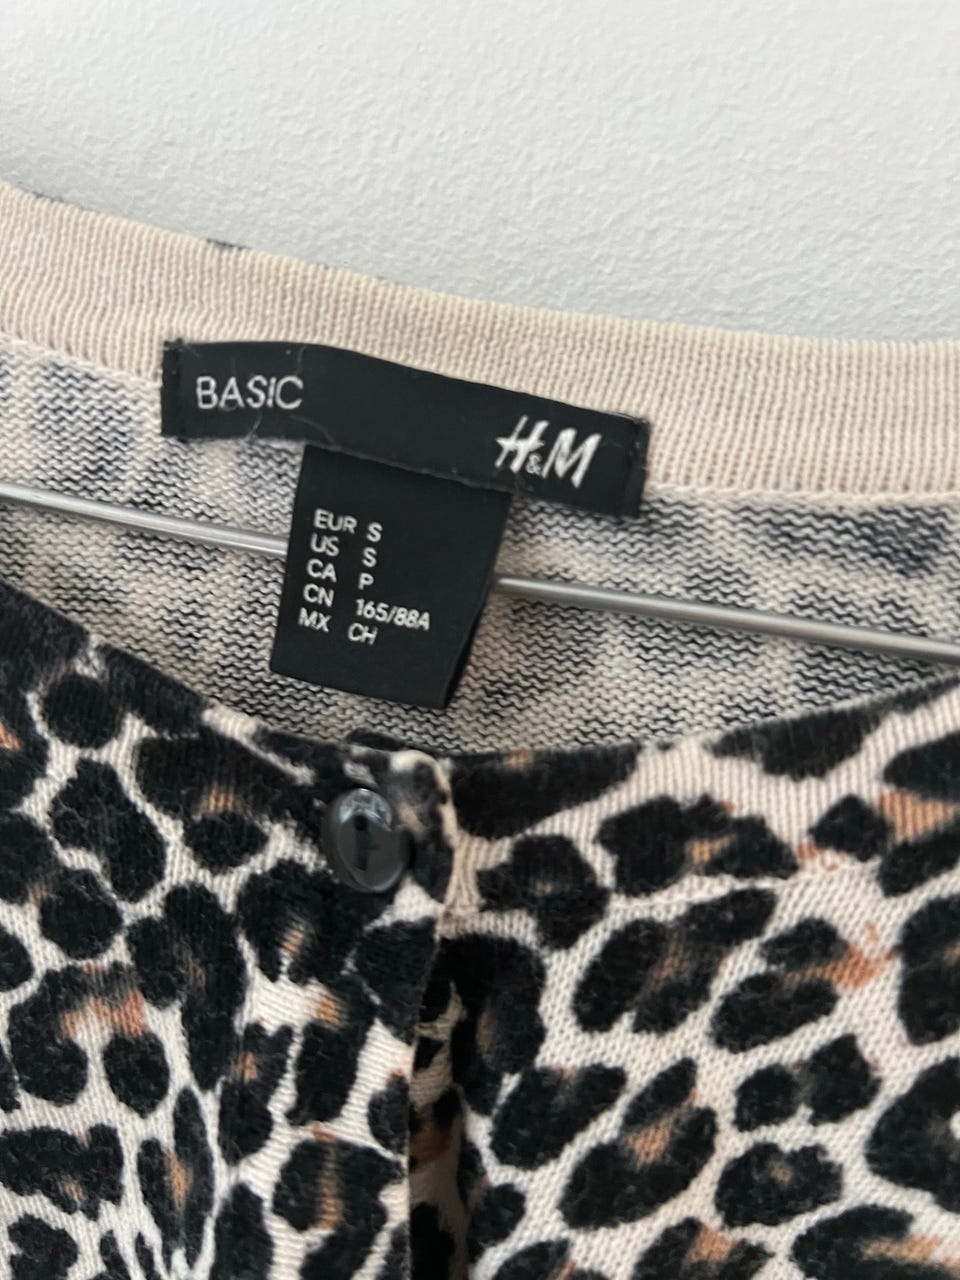 BASIC
H&M
EUR S
US S
CA P
CN 165/88A
MX CH